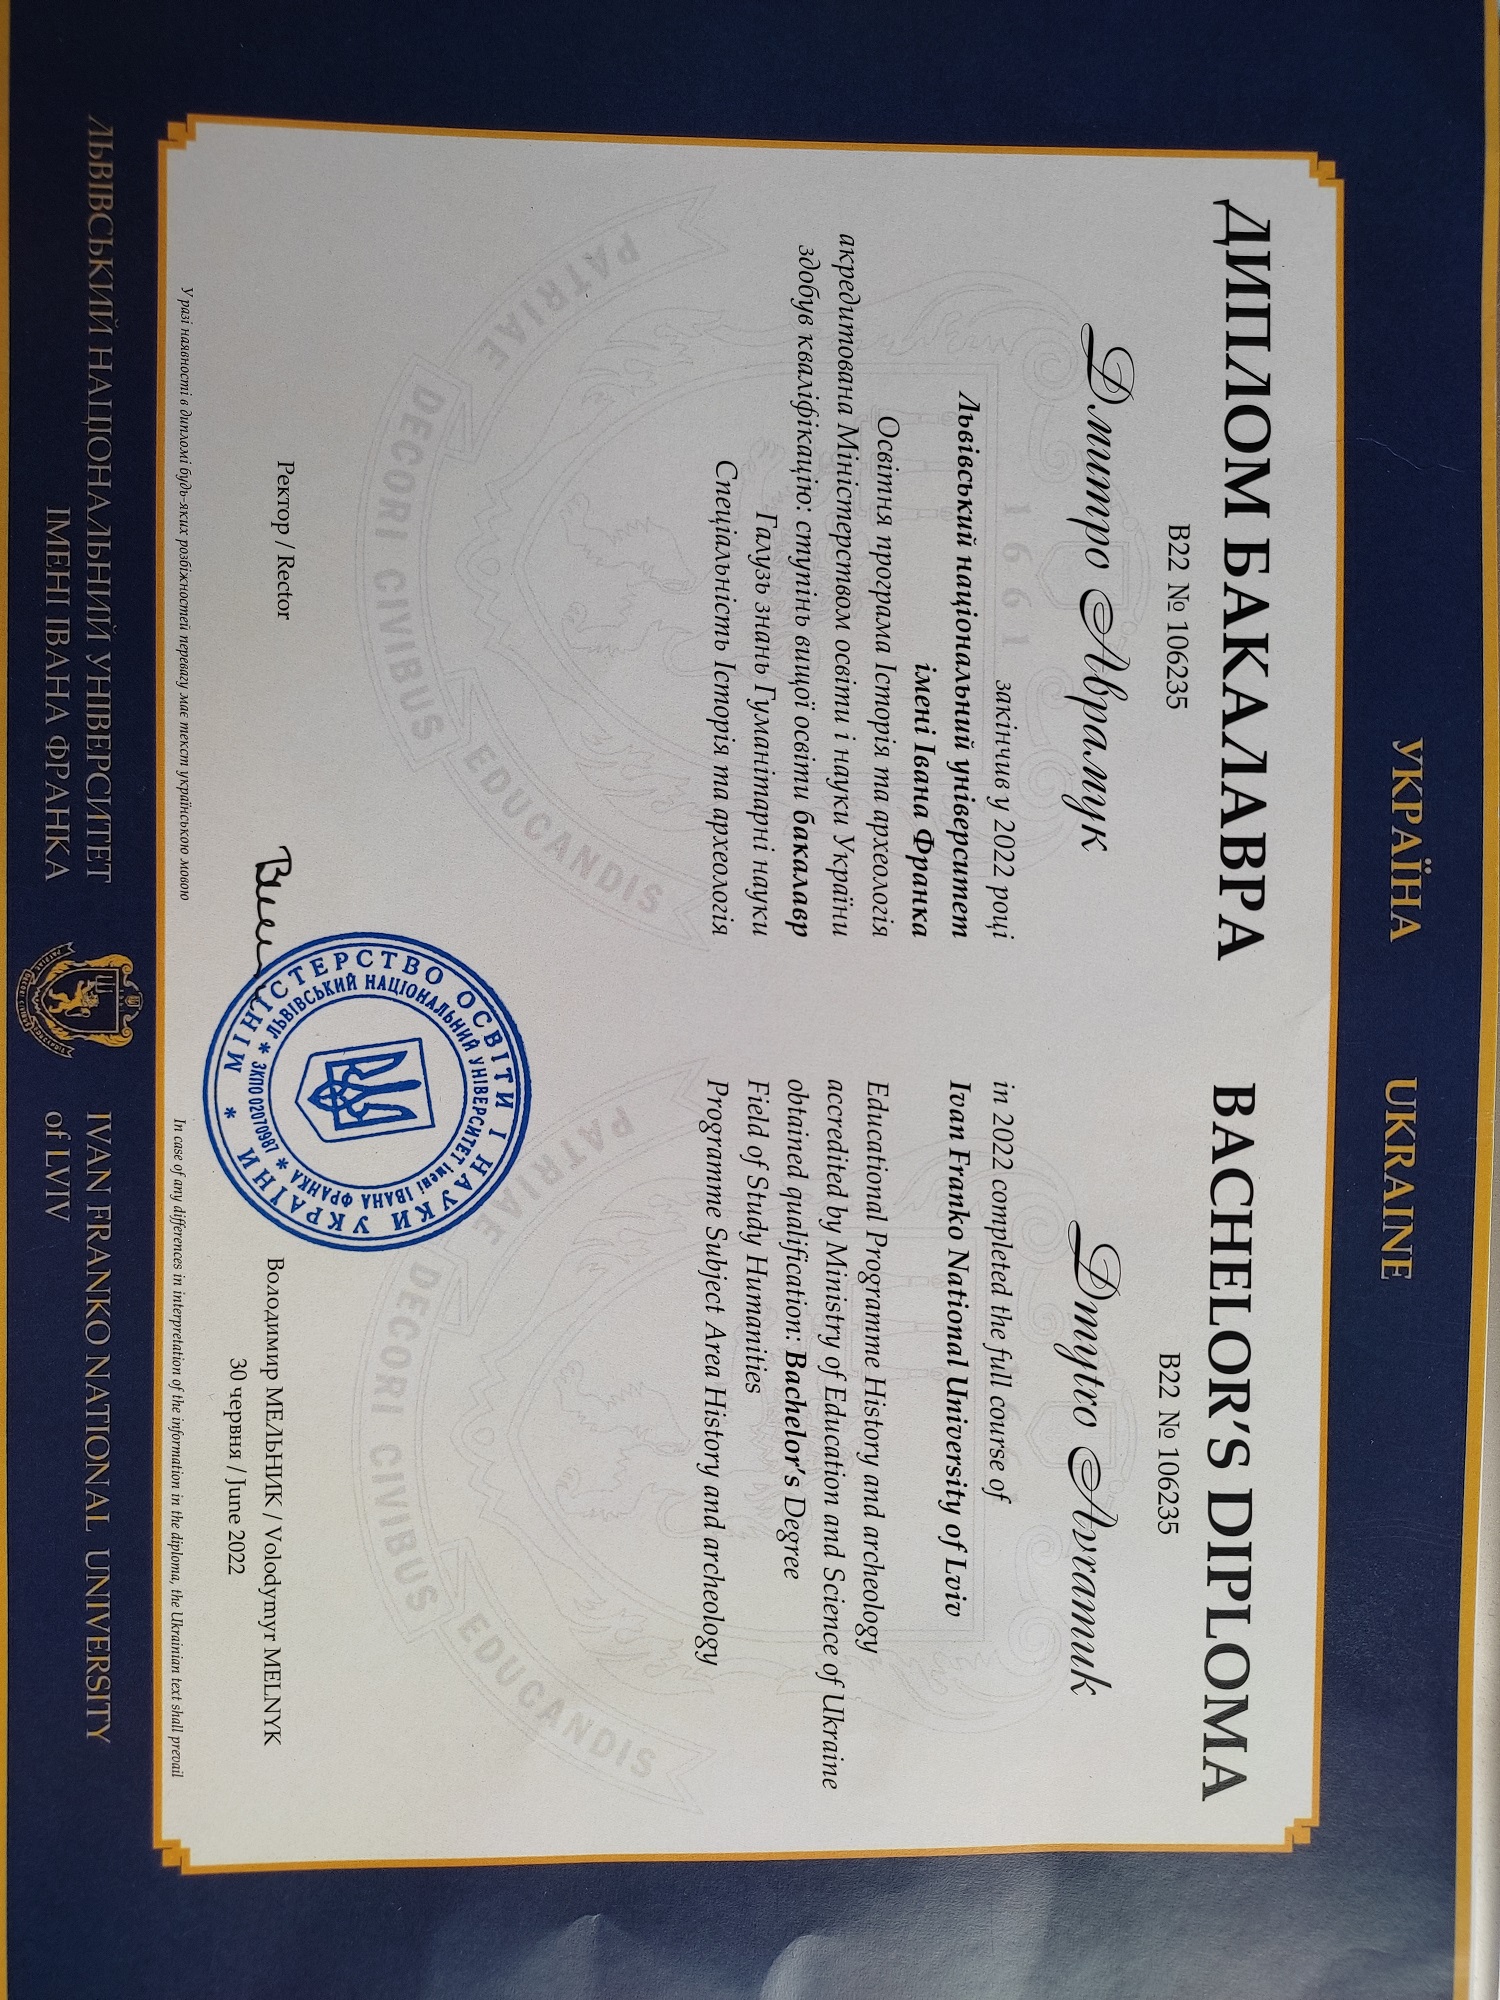 УКРАЇНА
UKRAINE
ДИПЛОМ БАКАЛАВРА
В22 № 106235
Дмитро Аврамук
закінчив у 2022 році
Львівський національний університет
імені Івана Франка
Освітня програма Історія та археологія
акредитована Міністерством освіти і науки України
здобув кваліфікацію: ступінь вищої освіти бакалавр
Галузь знань Гуманітарні науки
Спеціальність Історія та археологія
BACHELOR'S DIPLOMA
B22 № 106235
Dmytro Avramuk
in 2022 completed the full course of
Ivan Franko National University of Lviv
Educational Programme History and archeology
accredited by Ministry of Education and Science of Ukraine
obtained qualification: Bachelor's Degree
Field of Study Humanities
Programme Subject Area History and archeology
1661
PATRIAE DECORI CIVIBUS EDUCANDIS
PATRIAE DECORI CIVIBUS EDUCANDIS
Ректор / Rector
МІНІСТЕРСТВО ОСВІТИ І НАУКИ УКРАЇНИ *
ЛЬВІВСЬКИЙ НАЦІОНАЛЬНИЙ УНІВЕРСИТЕТ імені ІВАНА ФРАНКА
* ЗКПО 02070987 *
Володимир МЕЛЬНИК / Volodymyr MELNYK
30 червня / June 2022
У разі наявності в дипломі будь-яких розбіжностей перевагу має текст українською мовою
In case of any differences in interpretation of the information in the diploma, the Ukrainian text shall prevail
ЛЬВІВСЬКИЙ НАЦІОНАЛЬНИЙ УНІВЕРСИТЕТ
ІМЕНІ ІВАНА ФРАНКА
IVAN FRANKO NATIONAL UNIVERSITY
of LVIV